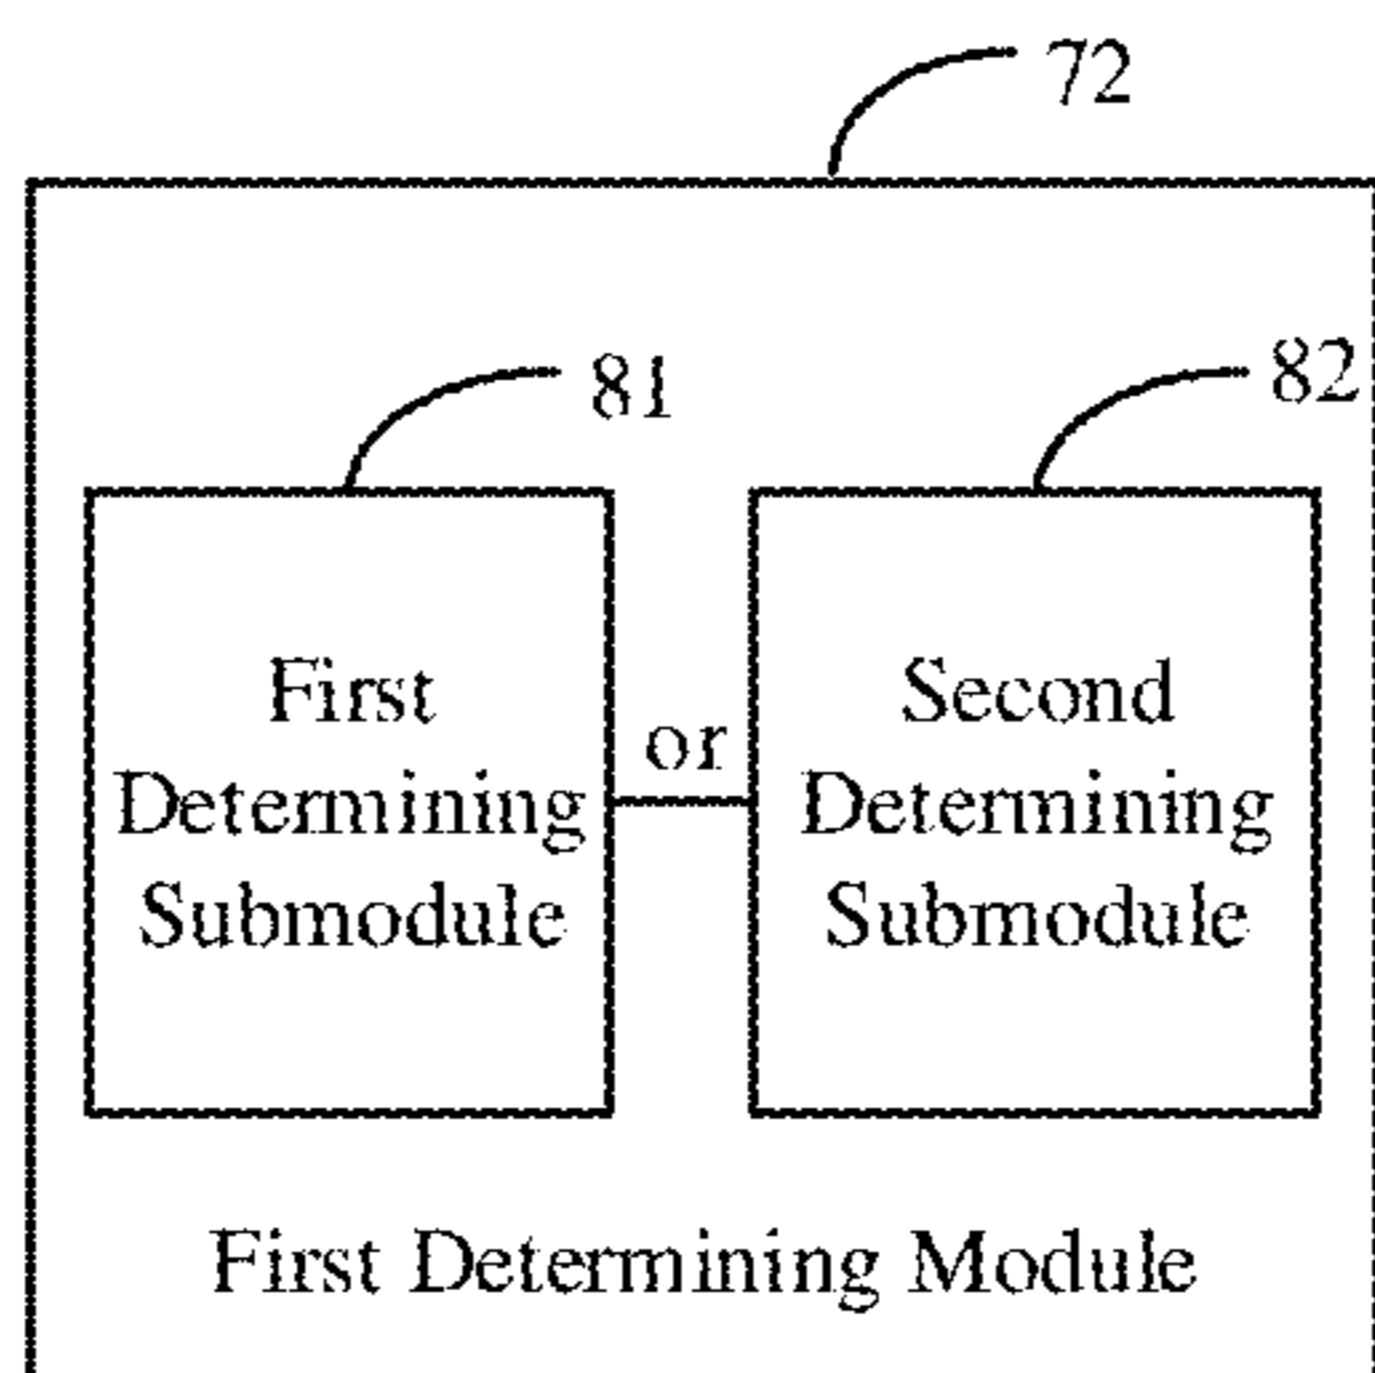 72
81
82
First
Determining
Submodule
or
Second
Determining
Submodule
First Determining Module